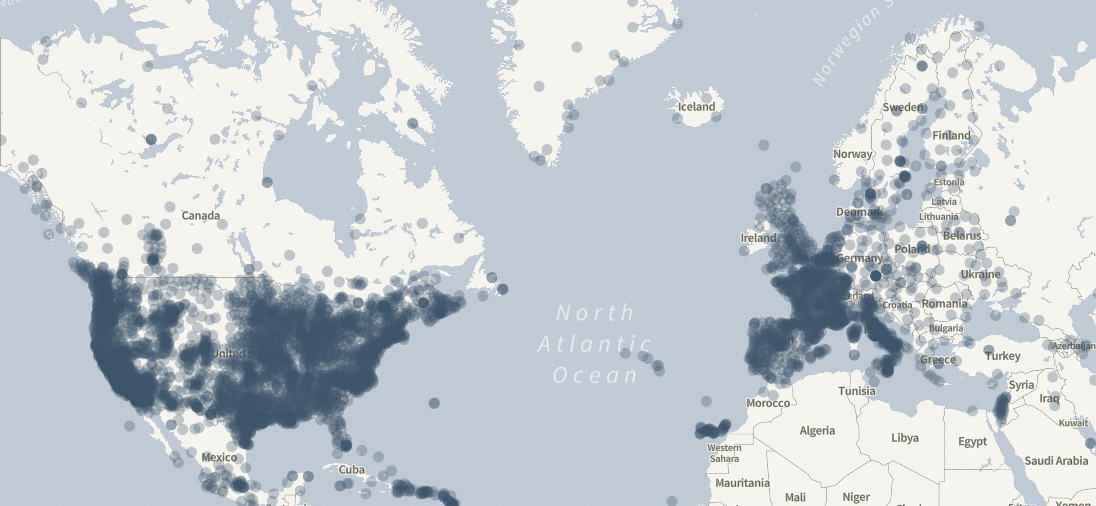 Norwegian S
Iceland
Sweden
Finland
Norway
Estonia
Latvia
Denmark
Lithuania
Canada
Ireland
Belarus
Poland
Germany
Ukraine
Croatia
Romania
North
Atlantic
Ocean
Bulgaria
United
Azerbaijan
Greece
Turkey
Syria
Tunisia
Iraq
Morocco
Kuwait
Algeria
Libya
Egypt
Western
Sahara
Mexico
Saudi Arabia
Cuba
Mauritania
Mali
Niger